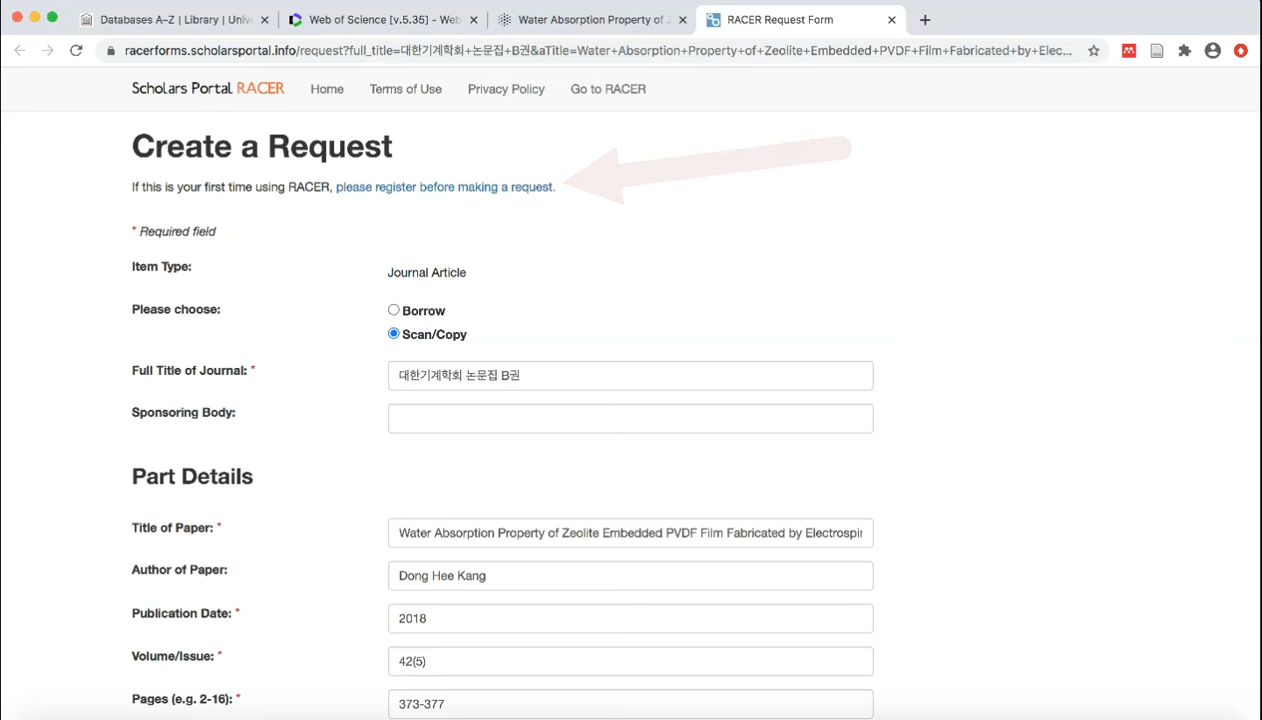 Databases A–Z | Library | Univ
Web of Science [v.5.35] - Web
Water Absorption Property of
RACER Request Form
racerforms.scholarsportal.info/request?full_title=대한기계학회+논문집+B권&aTitle=Water+Absorption+Property+of+Zeolite+Embedded+PVDF+Film+Fabricated+by+Elec...
Scholars Portal RACER
Home
Terms of Use
Privacy Policy
Go to RACER
Create a Request
If this is your first time using RACER, please register before making a request.
* Required field
Item Type:
Journal Article
Please choose:
Borrow
Scan/Copy
Full Title of Journal: *
대한기계학회 논문집 B권
Sponsoring Body:
Part Details
Title of Paper: *
Water Absorption Property of Zeolite Embedded PVDF Film Fabricated by Electrospin
Author of Paper:
Dong Hee Kang
Publication Date: *
2018
Volume/Issue: *
42(5)
Pages (e.g. 2-16): *
373-377